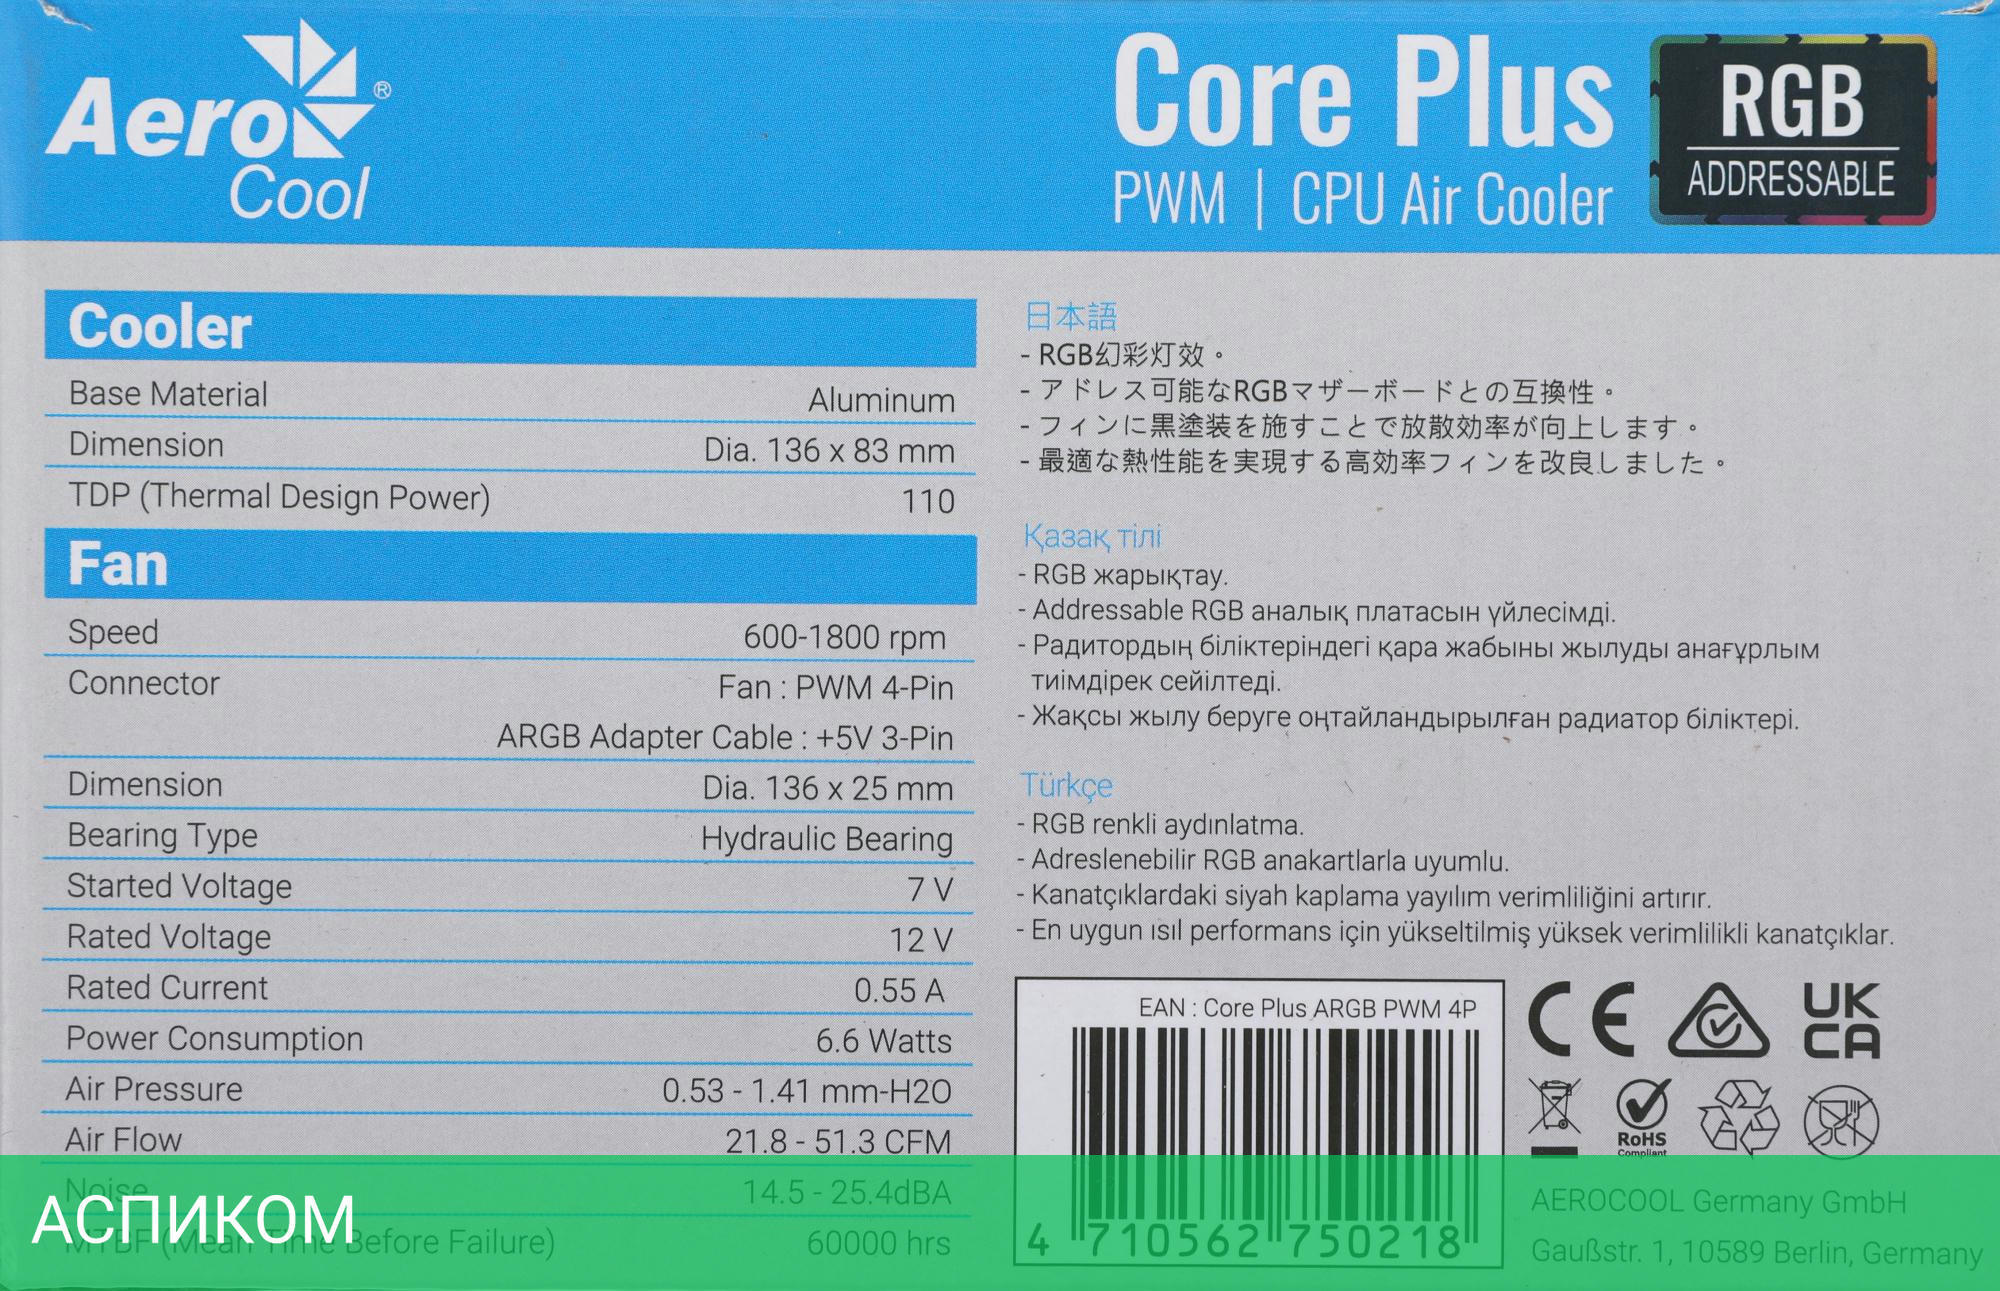 Aero
Cool
®
Core Plus
PWM | CPU Air Cooler
RGB
ADDRESSABLE
Cooler
Base Material Aluminum
Dimension Dia. 136 x 83 mm
TDP (Thermal Design Power) 110
Fan
Speed 600-1800 rpm
Connector Fan : PWM 4-Pin
ARGB Adapter Cable : +5V 3-Pin
Dimension Dia. 136 x 25 mm
Bearing Type Hydraulic Bearing
Started Voltage 7 V
Rated Voltage 12 V
Rated Current 0.55 A
Power Consumption 6.6 Watts
Air Pressure 0.53 - 1.41 mm-H2O
Air Flow 21.8 - 51.3 CFM
Noise 14.5 - 25.4dBA
MTBF (Mean Time Before Failure) 60000 hrs
АСПИКОМ
日本語
- RGB幻彩灯效。
- アドレス可能なRGBマザーボードとの互換性。
- フィンに黒塗装を施すことで放散効率が向上します。
- 最適な熱性能を実現する高効率フィンを改良しました。
Қазақ тілі
- RGB жарықтау.
- Addressable RGB аналық платасын үйлесімді.
- Радитордың біліктеріндегі қара жабыны жылуды анағұрлым
тиімдірек сейілтеді.
- Жақсы жылу беруге оңтайландырылған радиатор біліктері.
Türkçe
- RGB renkli aydınlatma.
- Adreslenebilir RGB anakartlarla uyumlu.
- Kanatçıklardaki siyah kaplama yayılım verimliliğini artırır.
- En uygun ısıl performans için yükseltilmiş yüksek verimlilikli kanatçıklar.
EAN : Core Plus ARGB PWM 4P
4 710562 750218
CE
UK
CA
RoHS
Compliant
AEROCOOL Germany GmbH
Gaußstr. 1, 10589 Berlin, Germany